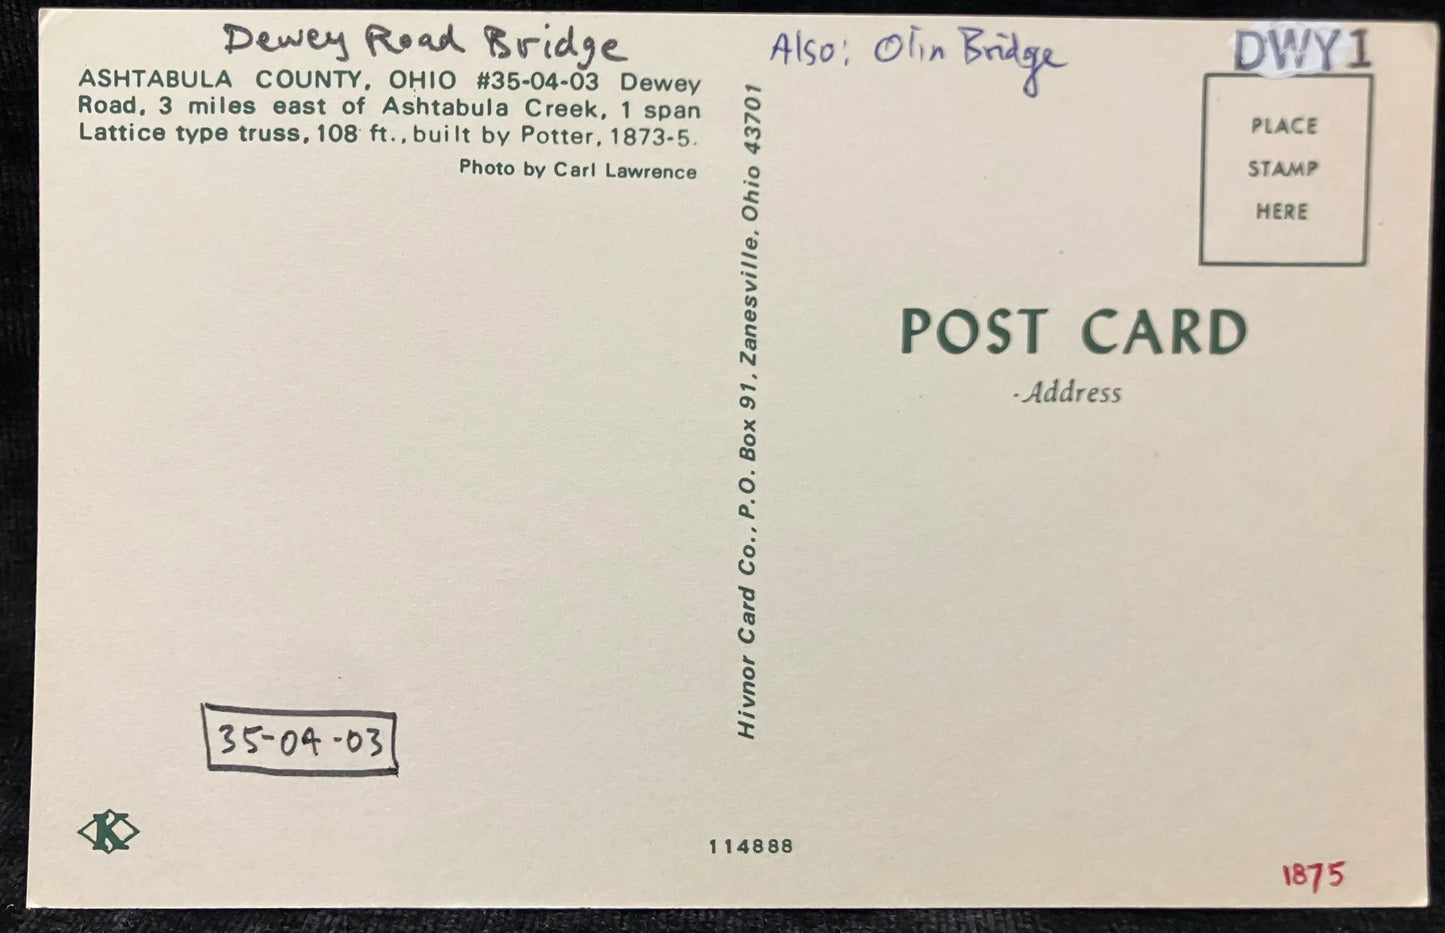 Dewey Road Bridge
ASHTABULA COUNTY, OHIO #35-04-03 Dewey
Road, 3 miles east of Ashtabula Creek, 1 span
Lattice type truss, 108 ft., built by Potter, 1873-5.
Photo by Carl Lawrence
35-04-03
K
Hivnor Card Co., P.O. Box 91, Zanesville, Ohio 43701
114888
Also: Olin Bridge
DWY1
PLACE
STAMP
HERE
POST CARD
Address
1875